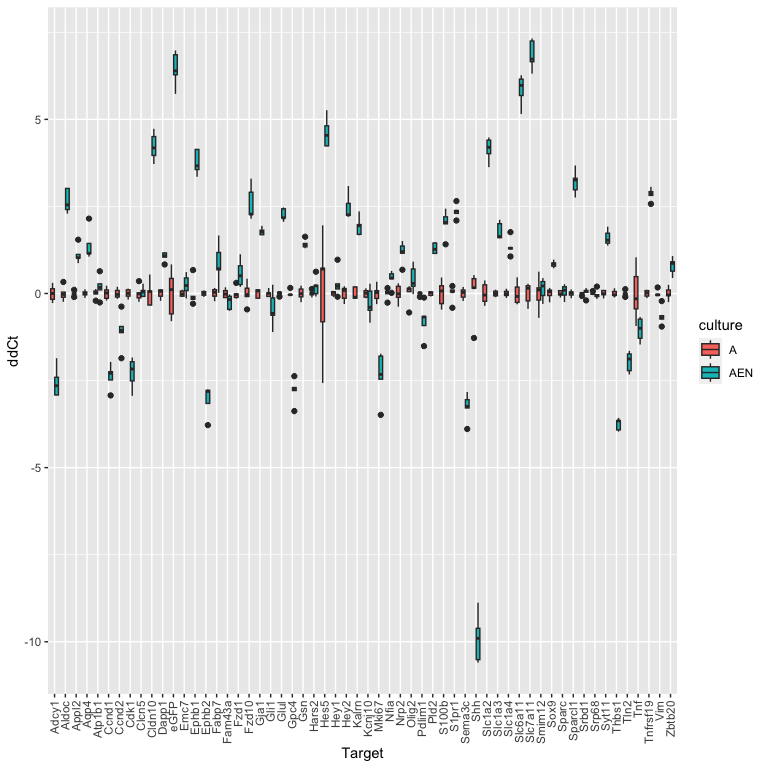 5
0
-5
-10
ddCt
Adcy1
Aldoc
Appl2
Aqp4
Atp1b1
Ccnd1
Ccnd2
Cdk1
Clcn5
Cldn10
Dapp1
eGFP
Emc7
Ephb1
Ephb2
Fabp7
Fam43a
Fzd1
Fzd10
Gja1
Gli1
Glul
Gpc4
Gsn
Hars2
Hes5
Hey1
Hey2
Kalrn
Kcnj10
Mki67
Nfia
Nrp2
Olig2
Pdlim1
Pld2
S100b
S1pr1
Sema3c
Shh
Slc1a2
Slc1a3
Slc1a4
Slc6a11
Slc7a11
Smim12
Sox9
Sparc
Sparcl1
Srbd1
Srp68
Syt11
Thbs1
Tln2
Tnf
Tnfrsf19
Vim
Zbtb20
Target
culture
A
AEN